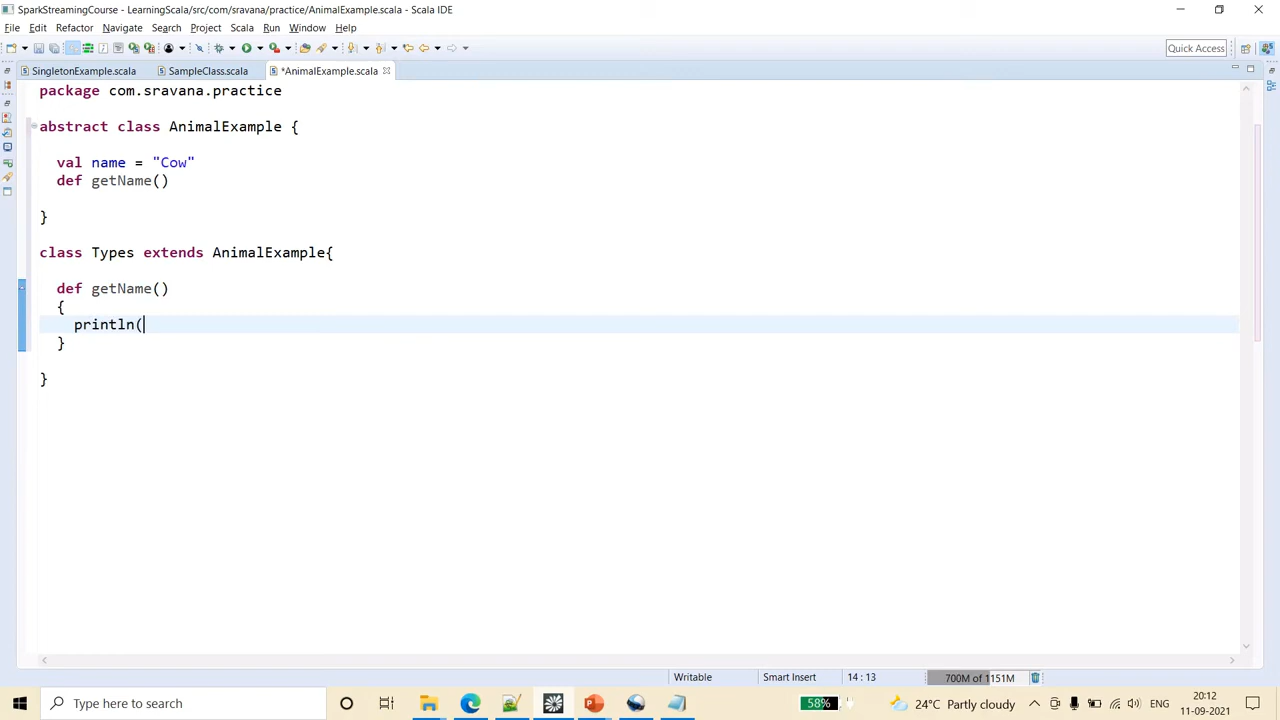 SparkStreamingCourse - LearningScala/src/com/sravana/practice/AnimalExample.scala - Scala IDE
File Edit Refactor Navigate Search Project Scala Run Window Help
Quick Access
SingletonExample.scala SampleClass.scala *AnimalExample.scala
package com.sravana.practice
abstract class AnimalExample {
val name = "Cow"
def getName()
}
class Types extends AnimalExample{
def getName()
{
println(
}
}
Writable Smart Insert 14 : 13 700M of 1151M
Type here to search 58% 24°C Partly cloudy ENG 20:12
11-09-2021